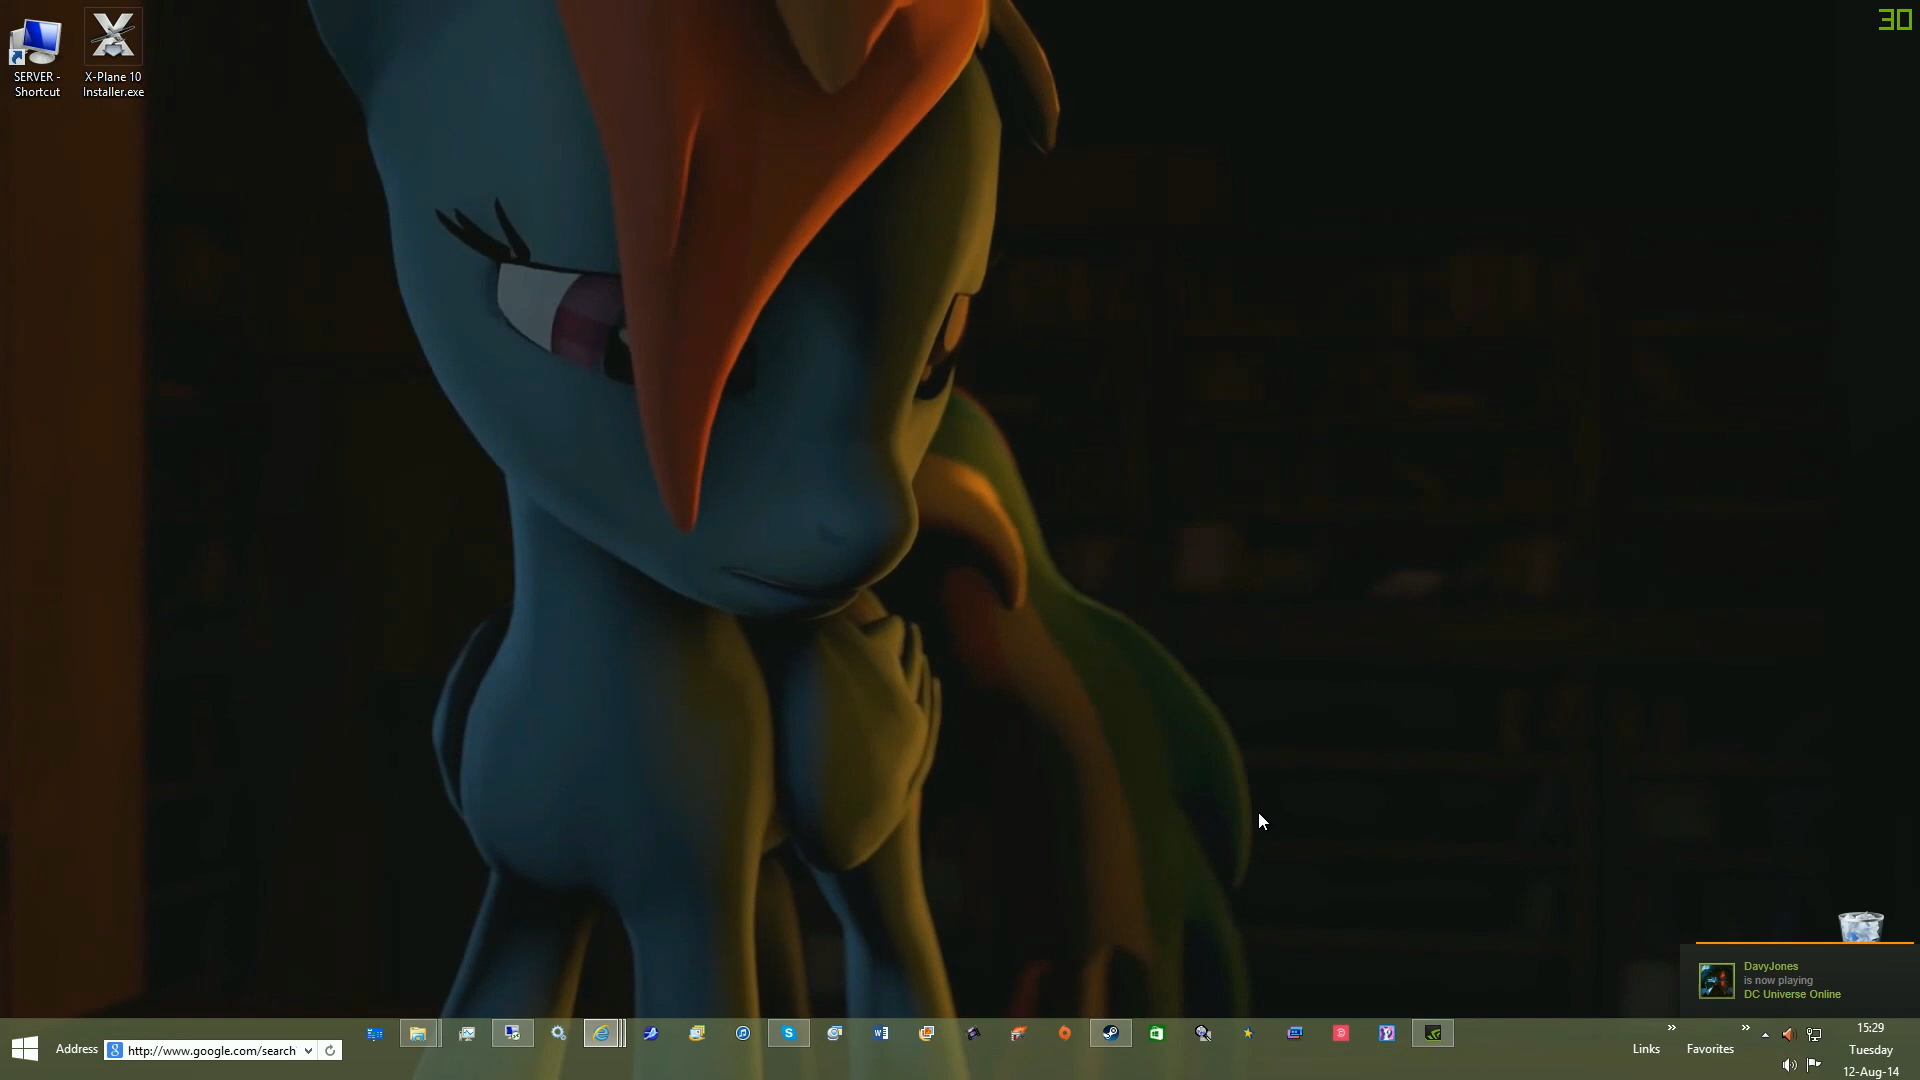 SERVER -
Shortcut
X-Plane 10
Installer.exe
30
DavyJones
is now playing
DC Universe Online
Address
http://www.google.com/search
Links
Favorites
15:29
Tuesday
12-Aug-14